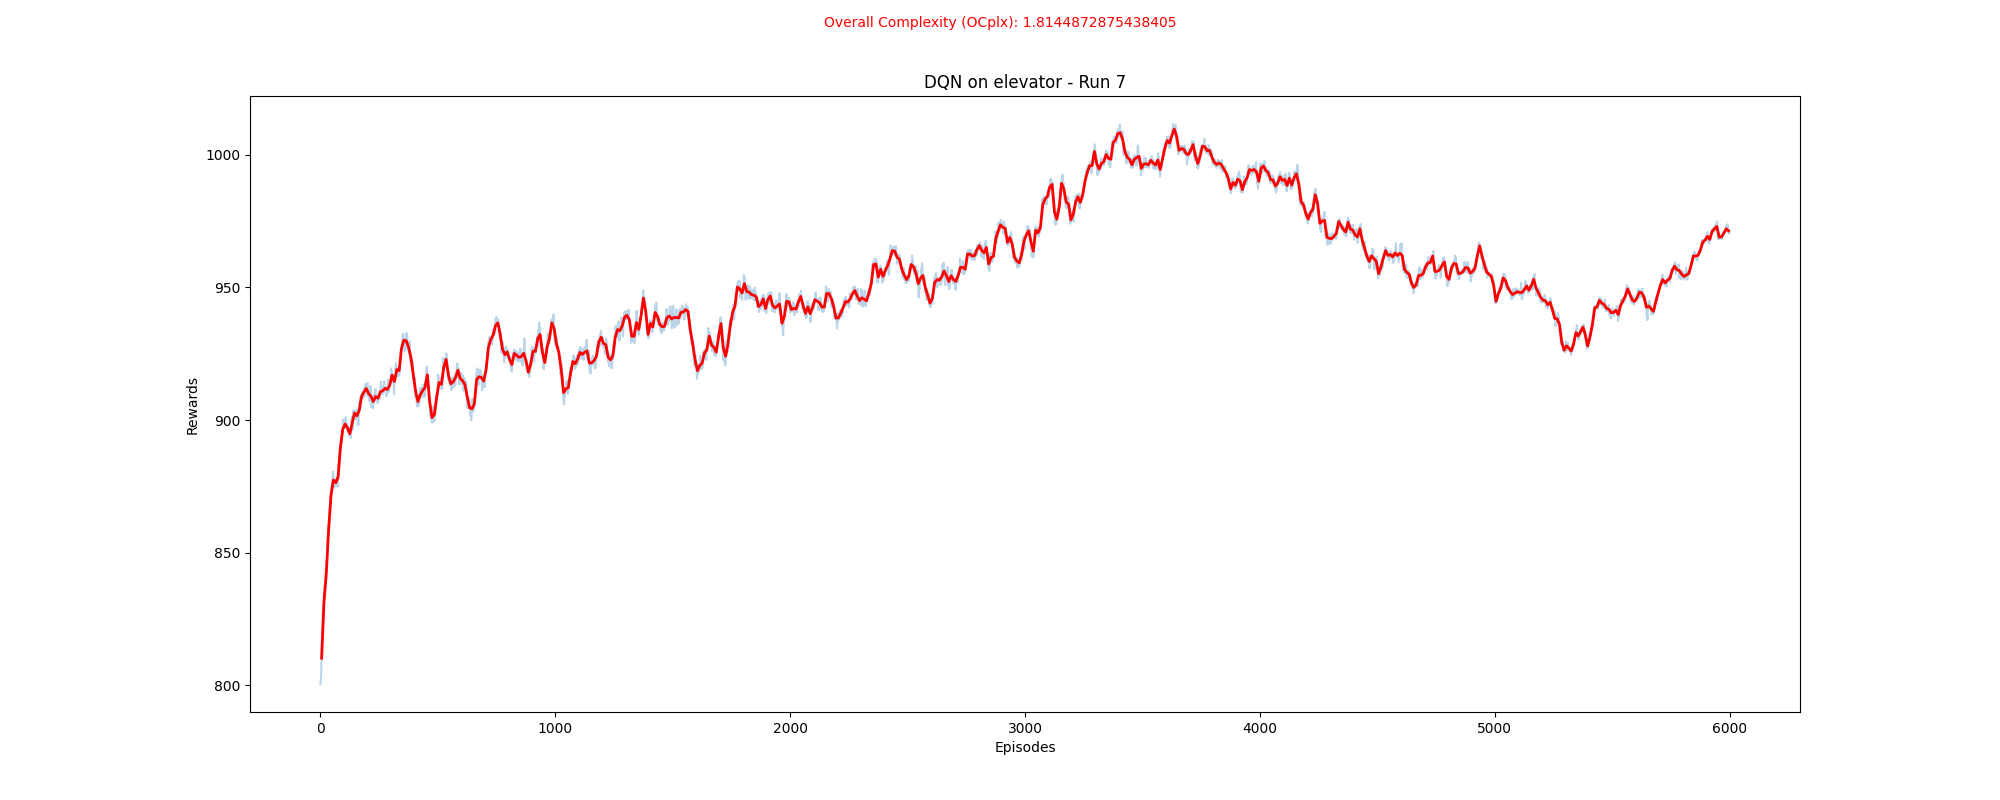 Overall Complexity (OCplx): 1.8144872875438405
DQN on elevator - Run 7
Rewards
1000
950
900
850
800
0 1000 2000 3000 4000 5000 6000
Episodes